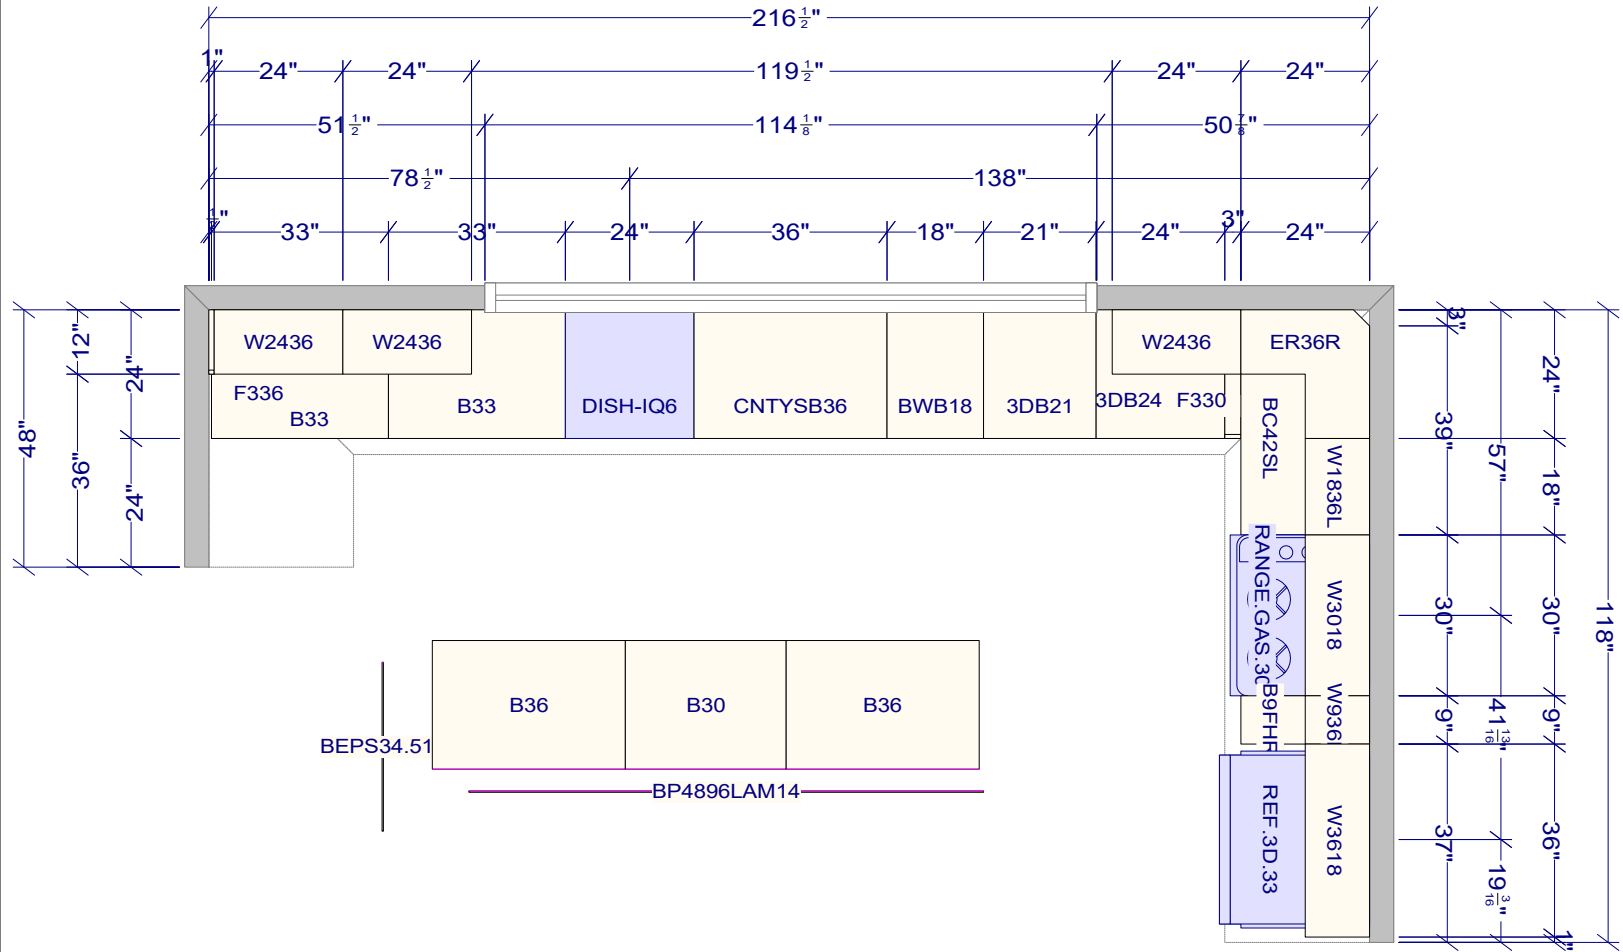 216 1/2"
1" 24" 24" 119 1/2" 24" 24"
51 1/2" 114 1/8" 50 7/8"
78 1/2" 138"
1/2" 33" 33" 24" 36" 18" 21" 24" 3" 24"
W2436 W2436 W2436 ER36R
F336 B33 B33 DISH-IQ6 CNTYSB36 BWB18 3DB21 3DB24 F330
BC42SL
W1836L
RANGE.GAS.30
W3018
B9FHR
W936L
REF.3D.33
W3618
48"
12"
36"
24"
24"
3"
39"
30"
9"
37"
57"
41 13/16"
19 3/16"
24"
18"
30"
9"
36"
1"
118"
B36 B30 B36
BEPS34.51
BP4896LAM14